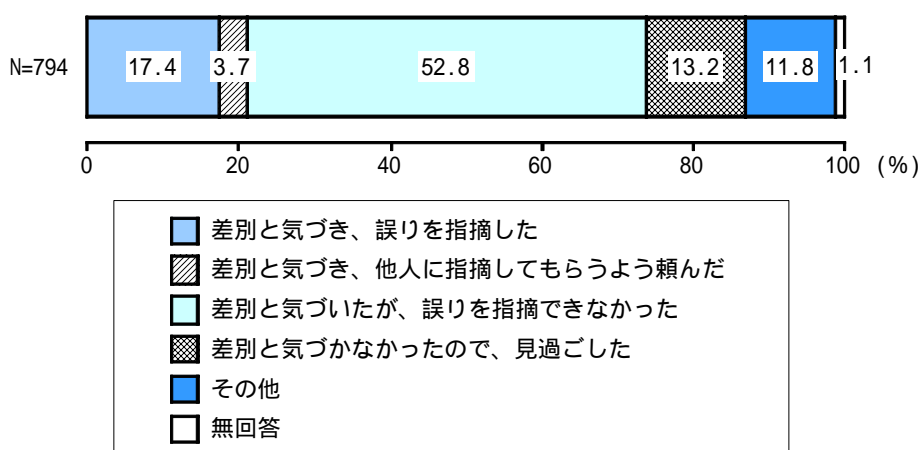 N=794
17.4 3.7 52.8 13.2 11.8 1.1
0 20 40 60 80 100 (%)
差別と気づき、誤りを指摘した
差別と気づき、他人に指摘してもらうよう頼んだ
差別と気づいたが、誤りを指摘できなかった
差別と気づかなかったので、見過ごした
その他
無回答